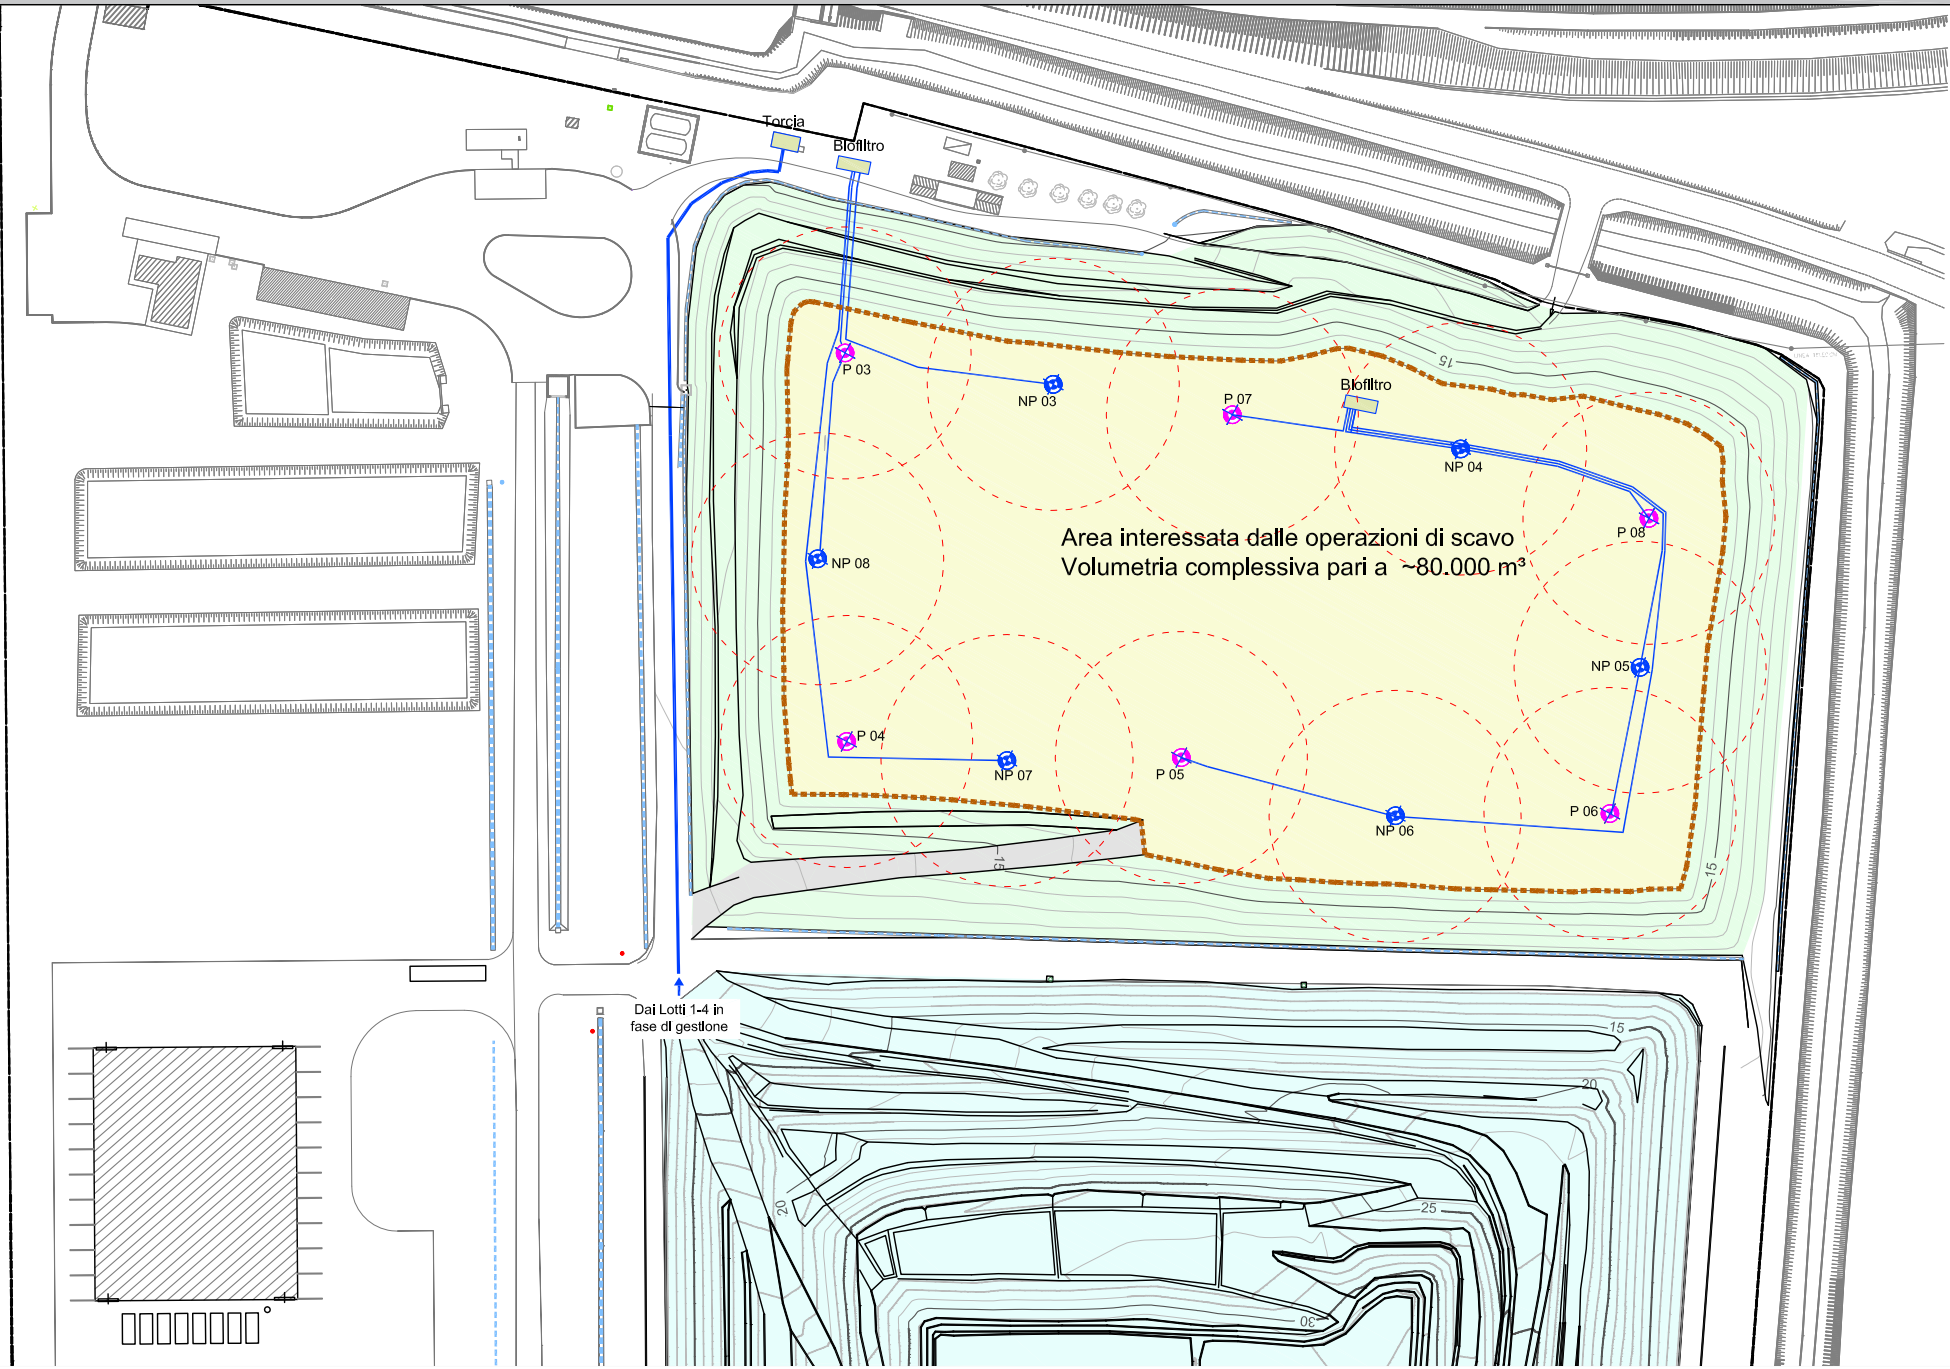 Torcia
Biofiltro
P 03
NP 03
P 07
Biofiltro
15
NP 04
P 08
Area interessata dalle operazioni di scavo
Volumetria complessiva pari a ~80.000 m³
NP 08
NP 05
P 04
NP 07
P 05
NP 06
P 06
15
15
Dai Lotti 1-4 in
fase di gestione
15
20
20
25
30